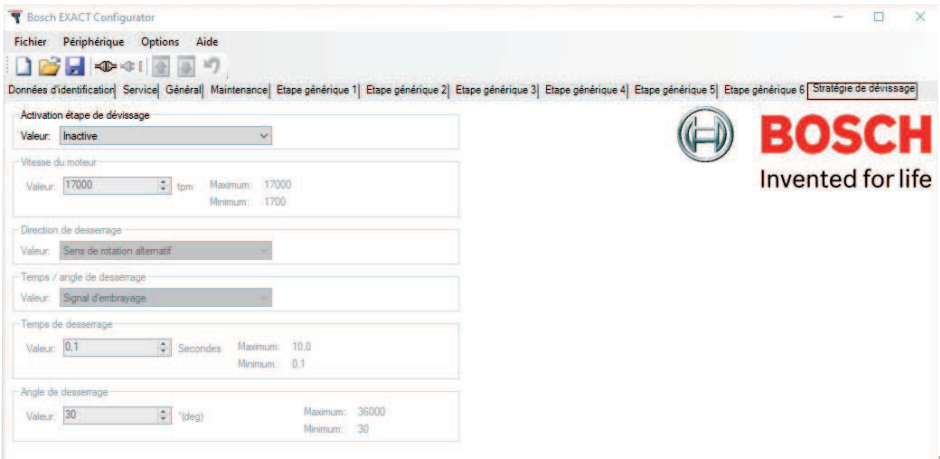 Bosch EXACT Configurator
Fichier Périphérique Options Aide
Données d'identification Service Général Maintenance Etape générique 1 Etape générique 2 Etape générique 3 Etape générique 4 Etape générique 5 Etape générique 6 Stratégie de dévissage
Activation étape de dévissage
Valeur: Inactive
BOSCH
Invented for life
Vitesse du moteur
Valeur: 17000 tpm Maximum: 17000
Minimum: 1700
Direction de desserrage
Valeur: Sens de rotation alternatif
Temps / angle de desserrage
Valeur: Signal d'embrayage
Temps de desserrage
Valeur: 0,1 Secondes Maximum: 10,0
Minimum: 0,1
Angle de desserrage
Valeur: 30 °(deg) Maximum: 36000
Minimum: 30